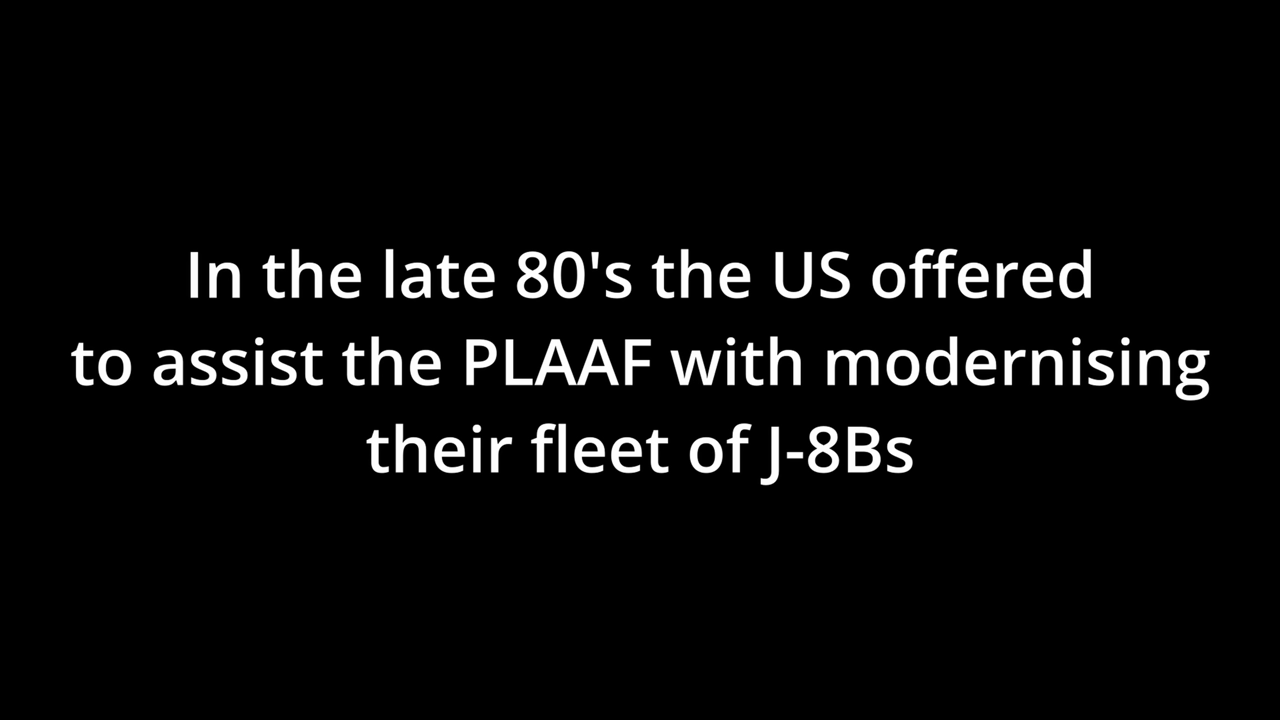 In the late 80's the US offered
to assist the PLAAF with modernising
their fleet of J-8Bs